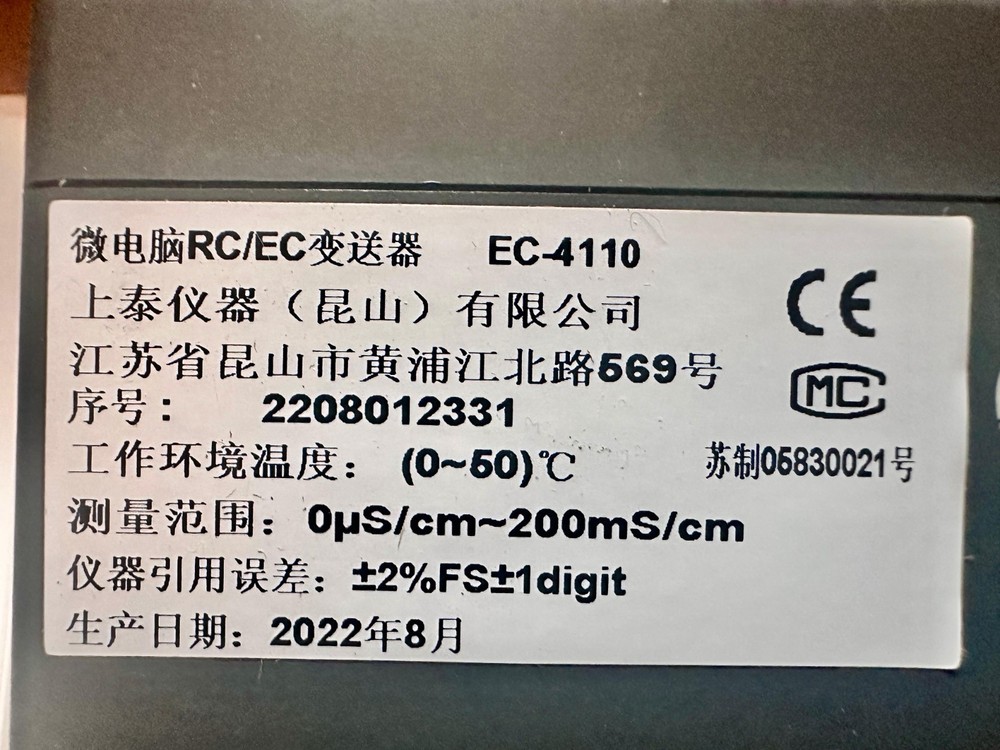 微电脑RC/EC变送器 EC-4110
上泰仪器（昆山）有限公司
CE
江苏省昆山市黄浦江北路569号
MC
序号: 2208012331
工作环境温度: (0~50)℃
苏制05830021号
测量范围: 0μS/cm~200mS/cm
仪器引用误差: ±2%FS±1digit
生产日期: 2022年8月